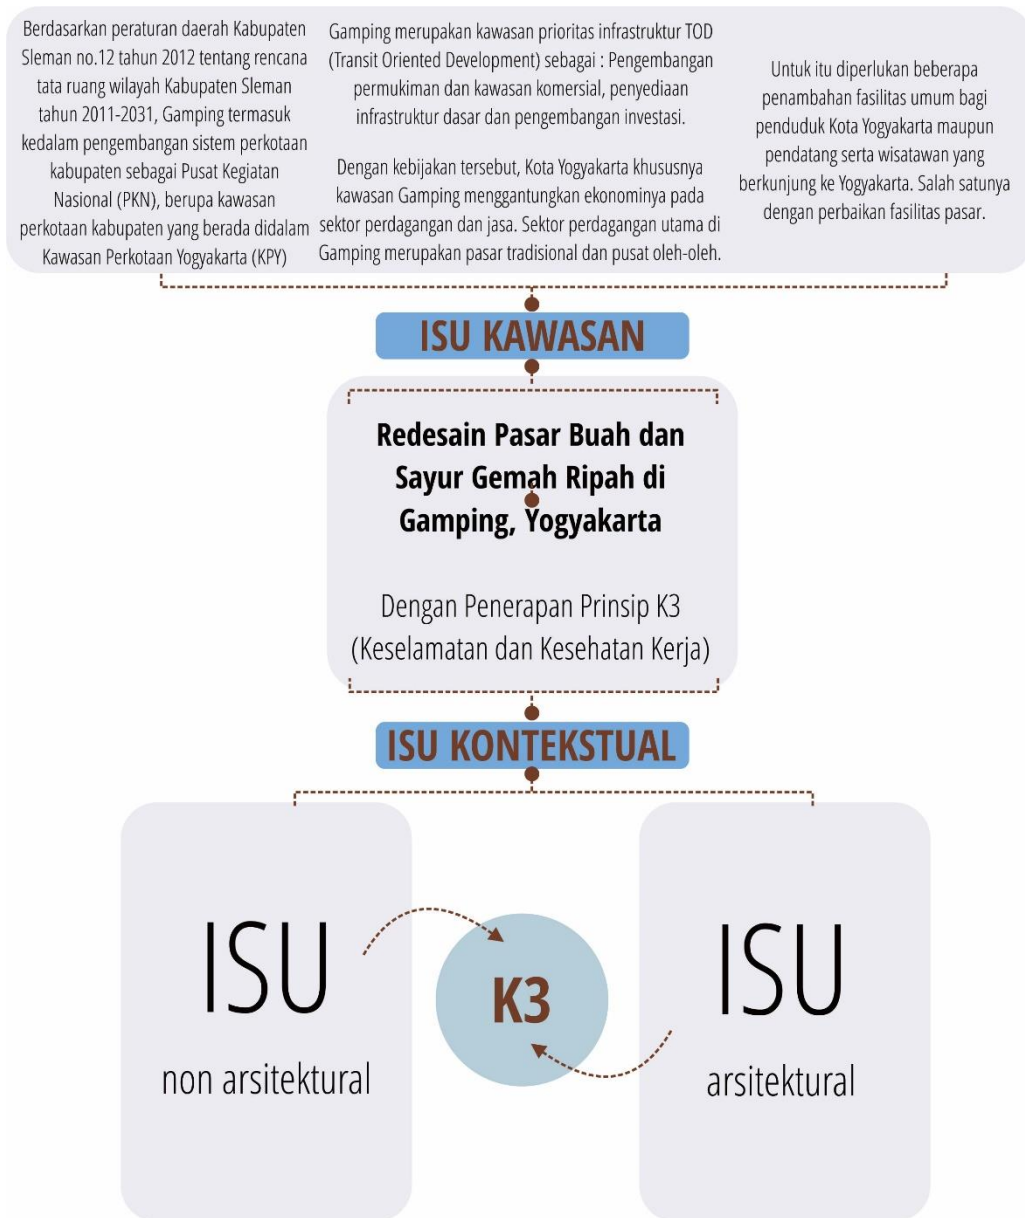 Berdasarkan peraturan daerah Kabupaten
Sleman no.12 tahun 2012 tentang rencana
tata ruang wilayah Kabupaten Sleman
tahun 2011-2031, Gamping termasuk
kedalam pengembangan sistem perkotaan
kabupaten sebagai Pusat Kegiatan
Nasional (PKN), berupa kawasan
perkotaan kabupaten yang berada didalam
Kawasan Perkotaan Yogyakarta (KPY)
Gamping merupakan kawasan prioritas infrastruktur TOD
(Transit Oriented Development) sebagai : Pengembangan
permukiman dan kawasan komersial, penyediaan
infrastruktur dasar dan pengembangan investasi.
Dengan kebijakan tersebut, Kota Yogyakarta khususnya
kawasan Gamping menggantungkan ekonominya pada
sektor perdagangan dan jasa. Sektor perdagangan utama di
Gamping merupakan pasar tradisional dan pusat oleh-oleh.
Untuk itu diperlukan beberapa
penambahan fasilitas umum bagi
penduduk Kota Yogyakarta maupun
pendatang serta wisatawan yang
berkunjung ke Yogyakarta. Salah satunya
dengan perbaikan fasilitas pasar.
ISU KAWASAN
Redesain Pasar Buah dan
Sayur Gemah Ripah di
Gamping, Yogyakarta
Dengan Penerapan Prinsip K3
(Keselamatan dan Kesehatan Kerja)
ISU KONTEKSTUAL
ISU
non arsitektural
K3
ISU
arsitektural